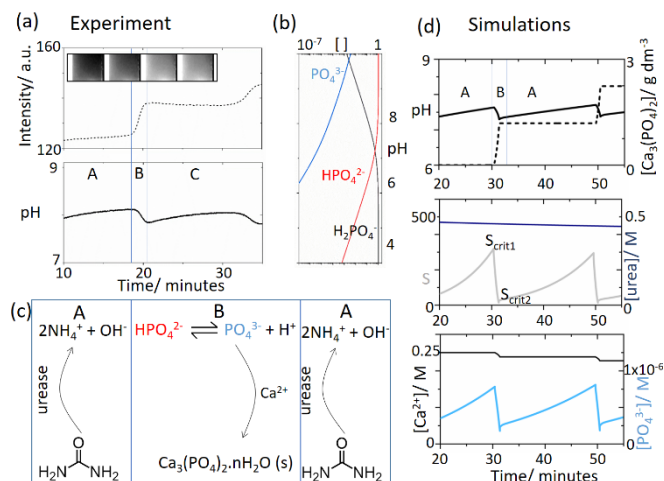 (a) Experiment
160
Intensity/ a.u.
120
9
A B C
pH
7
10 20 30
Time/ minutes
(b)
10⁻⁷ [ ] 1
PO₄³⁻
8
pH
HPO₄²⁻
6
H₂PO₄⁻
4
(c)
A B A
2NH₄⁺ + OH⁻ HPO₄²⁻ ⇌ PO₄³⁻ + H⁺ 2NH₄⁺ + OH⁻
urease Ca²⁺ urease
O O
H₂N NH₂ Ca₃(PO₄)₂.nH₂O (s) H₂N NH₂
(d) Simulations
9 3
A B A
pH
[Ca₃(PO₄)₂]/ g dm⁻³
6 0
20 30 40 50
500 0.5
S_crit1
S
S_crit2
[urea]/ M
0 0
20 30 40 50
0.25 1x10⁻⁶
[Ca²⁺]/ M
[PO₄³⁻]/ M
0 0
20 30 40 50
Time/ minutes